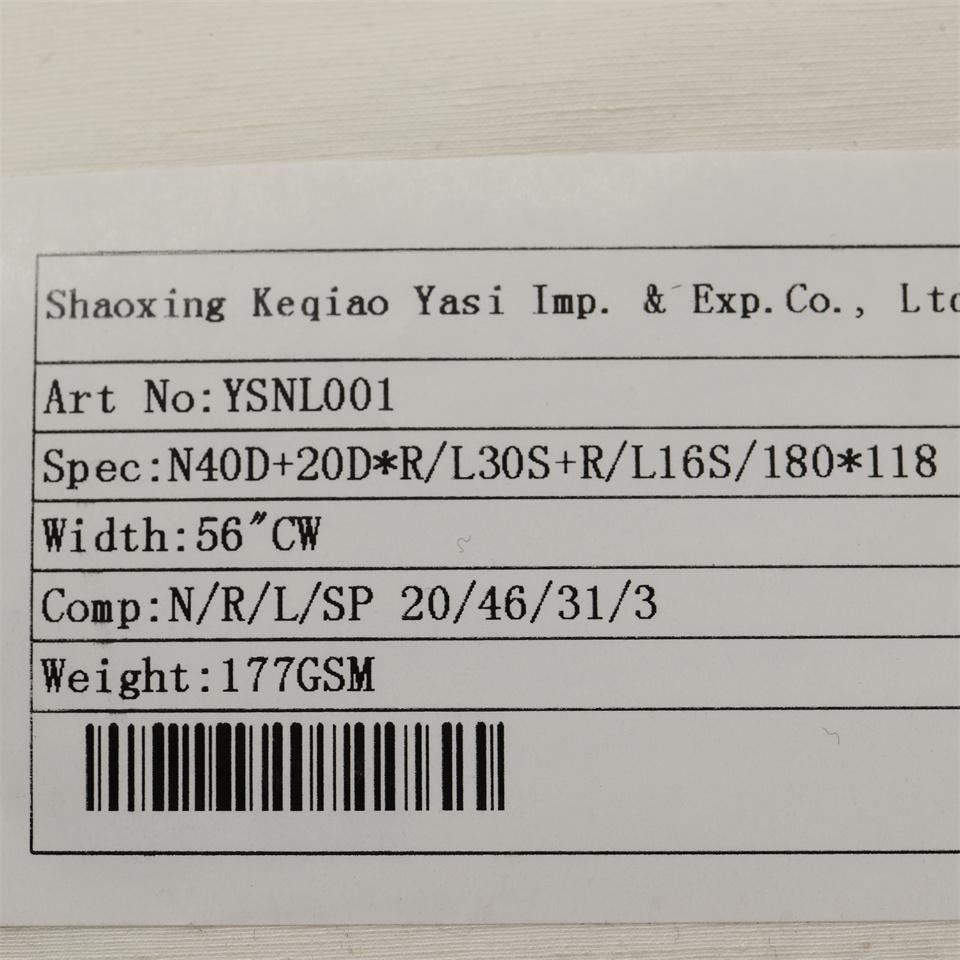 Shaoxing Keqiao Yasi Imp. & Exp.Co., Ltd
Art No:YSNL001
Spec:N40D+20D*R/L30S+R/L16S/180*118
Width:56"CW
Comp:N/R/L/SP 20/46/31/3
Weight:177GSM